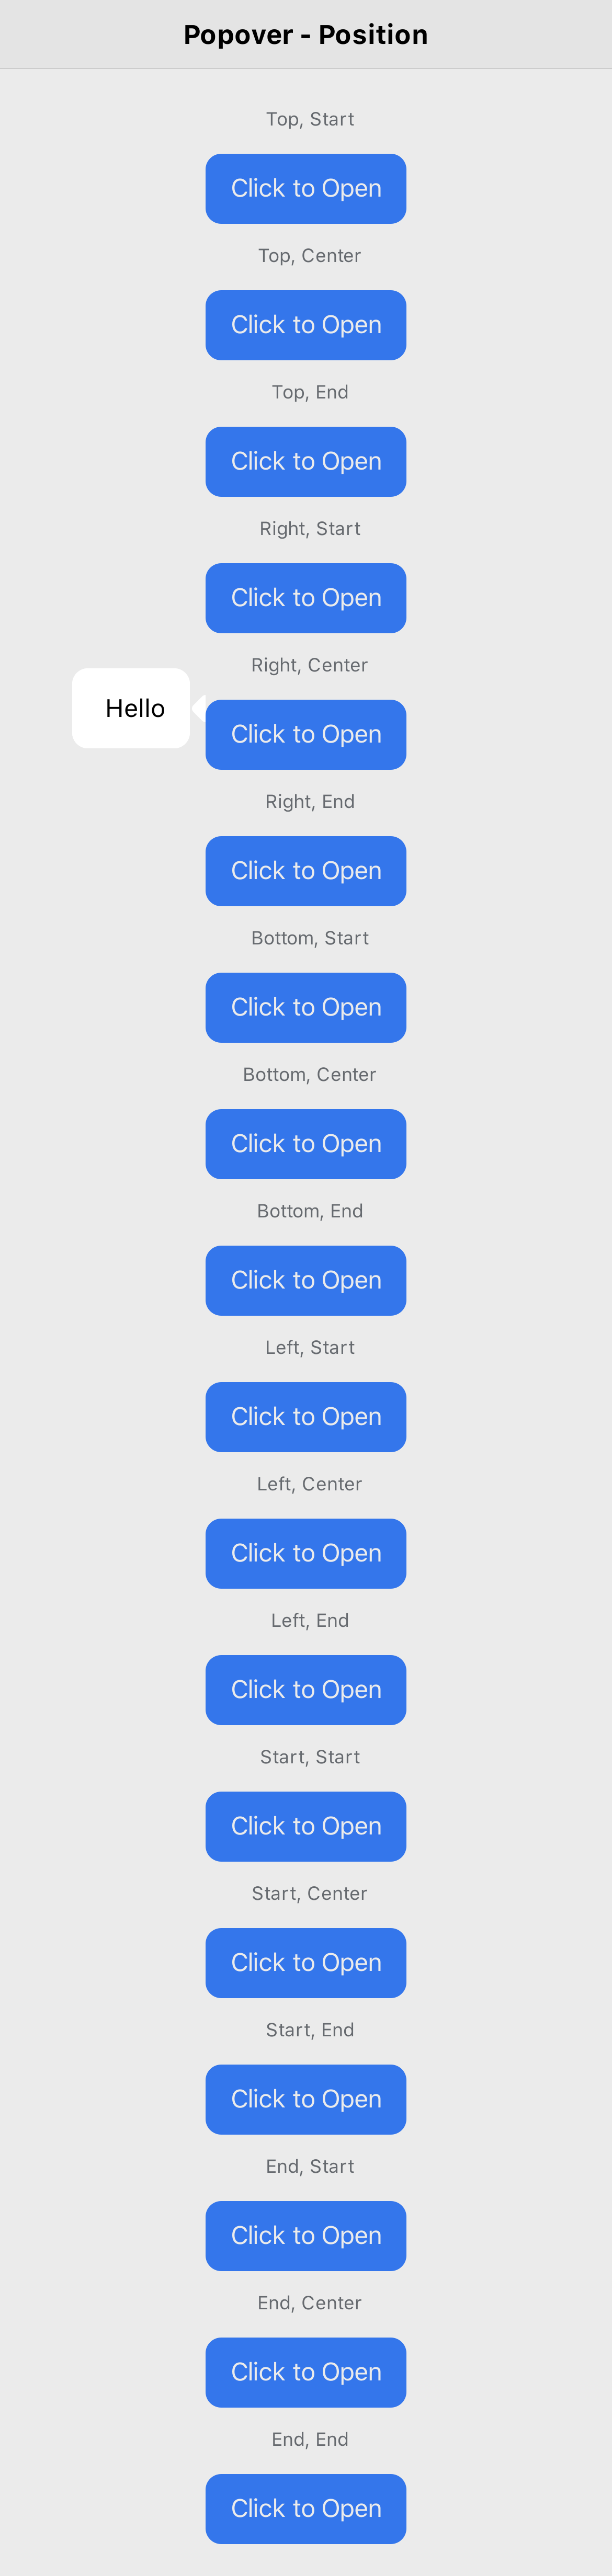 Popover - Position
Top, Start
Click to Open
Top, Center
Click to Open
Top, End
Click to Open
Right, Start
Click to Open
Right, Center
Hello
Click to Open
Right, End
Click to Open
Bottom, Start
Click to Open
Bottom, Center
Click to Open
Bottom, End
Click to Open
Left, Start
Click to Open
Left, Center
Click to Open
Left, End
Click to Open
Start, Start
Click to Open
Start, Center
Click to Open
Start, End
Click to Open
End, Start
Click to Open
End, Center
Click to Open
End, End
Click to Open